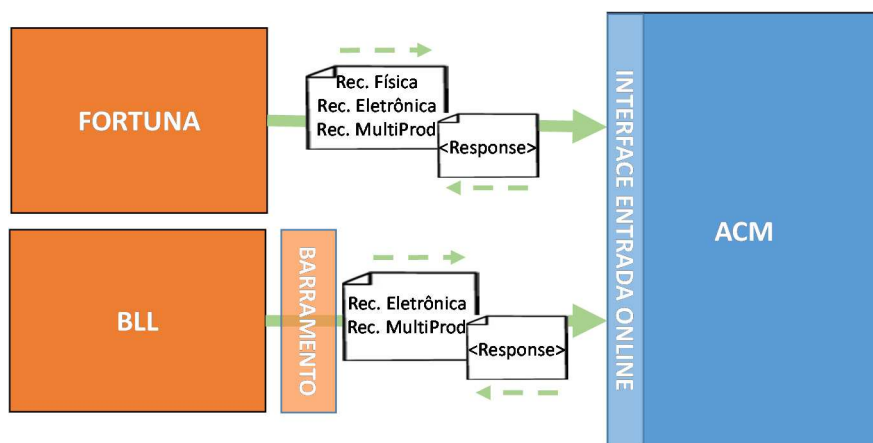 FORTUNA
Rec. Física
Rec. Eletrônica
Rec. MultiProd
<Response>
BLL
BARRAMENTO
Rec. Eletrônica
Rec. MultiProd
<Response>
INTERFACE ENTRADA ONLINE
ACM